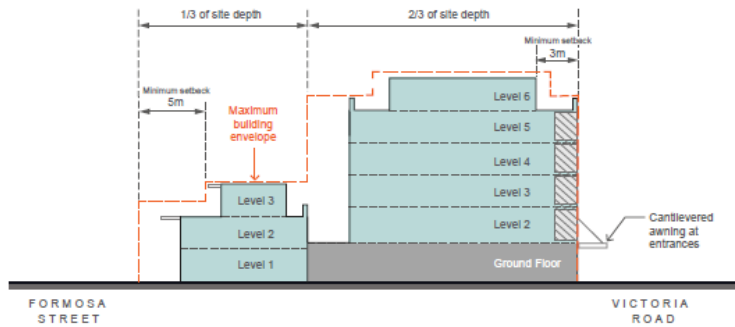 1/3 of site depth
2/3 of site depth
Minimum setback
3m
Minimum setback
5m
Maximum
building
envelope
Level 6
Level 5
Level 4
Level 3
Level 2
Level 3
Level 2
Level 1
Ground Floor
Cantilevered
awning at
entrances
FORMOSA
STREET
VICTORIA
ROAD